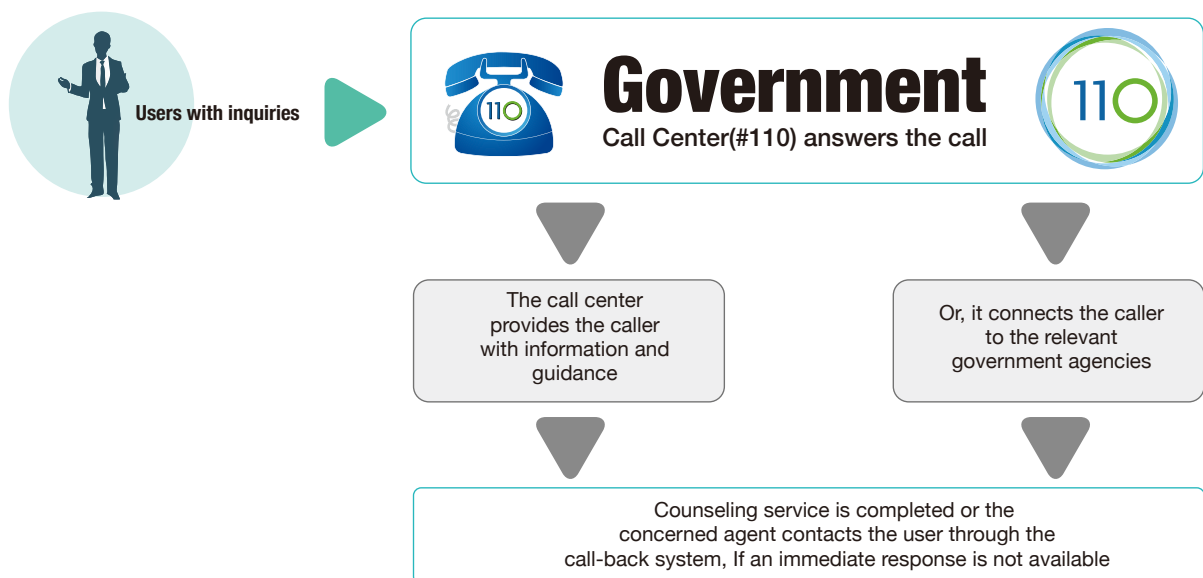 Users with inquiries
110
Government
Call Center(#110) answers the call
110
The call center
provides the caller
with information and
guidance
Or, it connects the caller
to the relevant
government agencies
Counseling service is completed or the
concerned agent contacts the user through the
call-back system, If an immediate response is not available